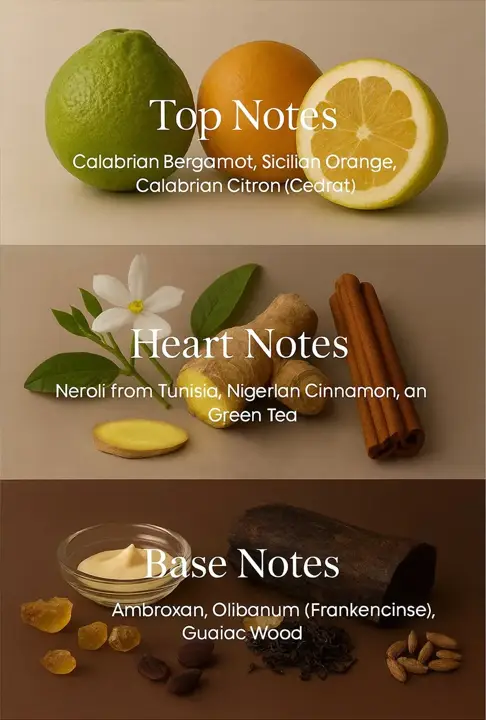 Top Notes
Calabrian Bergamot, Sicilian Orange,
Calabrian Citron (Cedrat)
Heart Notes
Neroli from Tunisia, Nigerlan Cinnamon, an
Green Tea
Base Notes
Ambroxan, Olibanum (Frankencinse),
Guaiac Wood